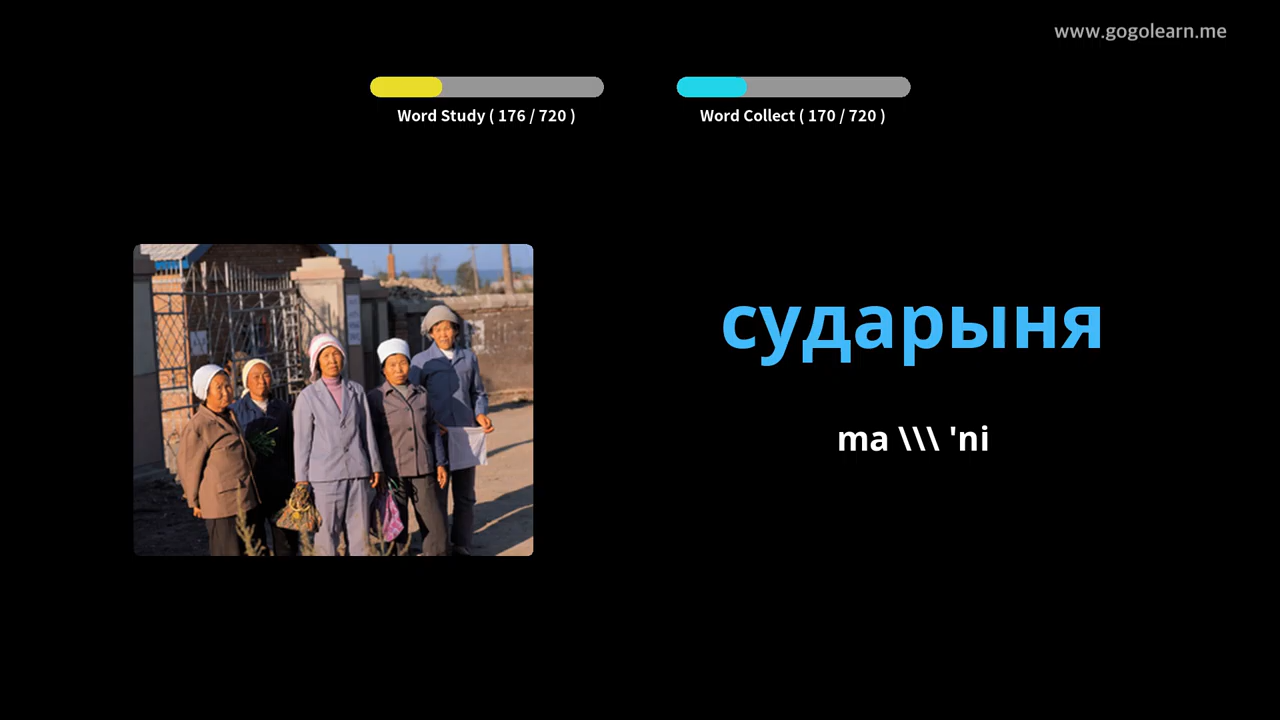 www.gogolearn.me
Word Study ( 176 / 720 )
Word Collect ( 170 / 720 )
сударыня
ma \\\ 'ni